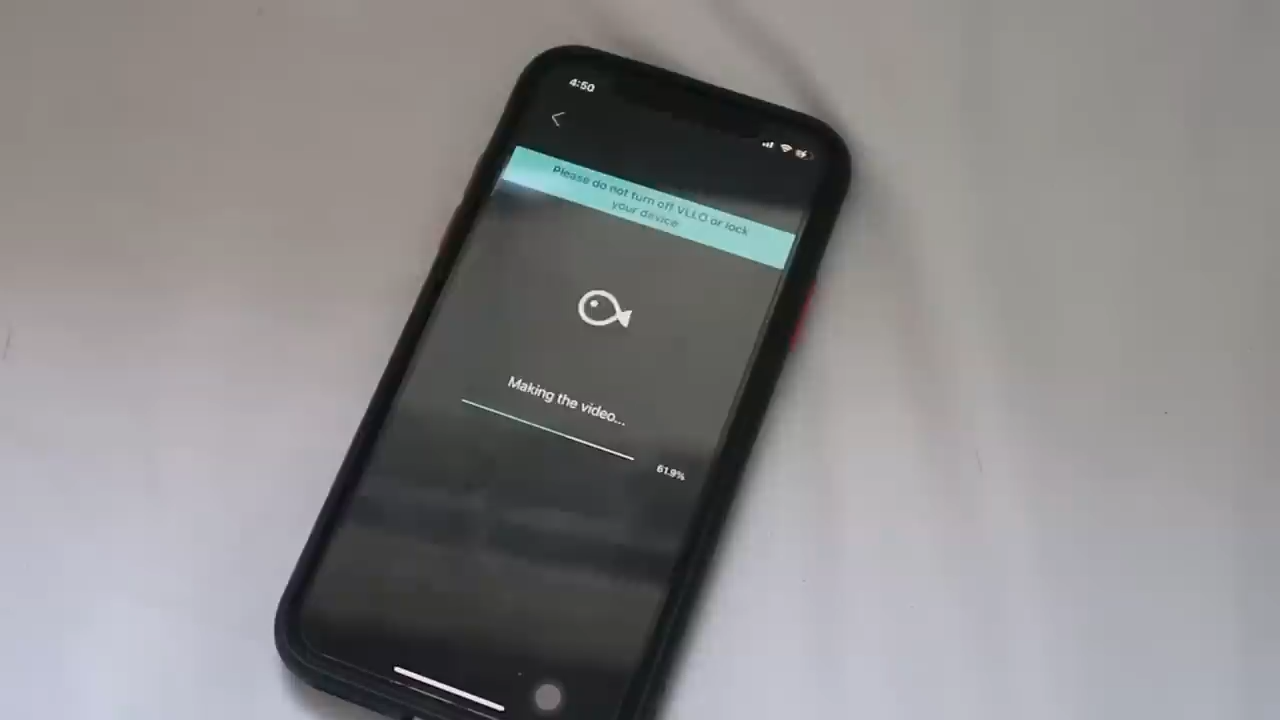 4:50
Please do not turn off VLLO or lock
your device
Making the video...
61.9%